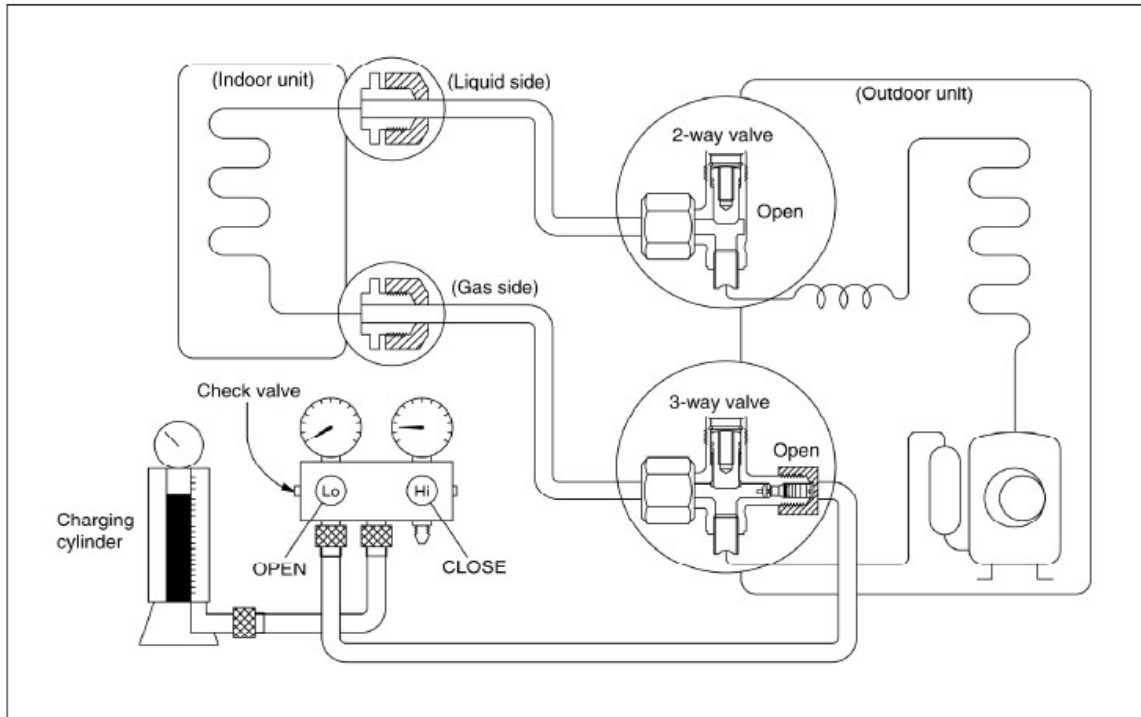 (Indoor unit)
(Liquid side)
(Outdoor unit)
2-way valve
Open
(Gas side)
3-way valve
Open
Check valve
Lo
Hi
Charging
cylinder
OPEN
CLOSE